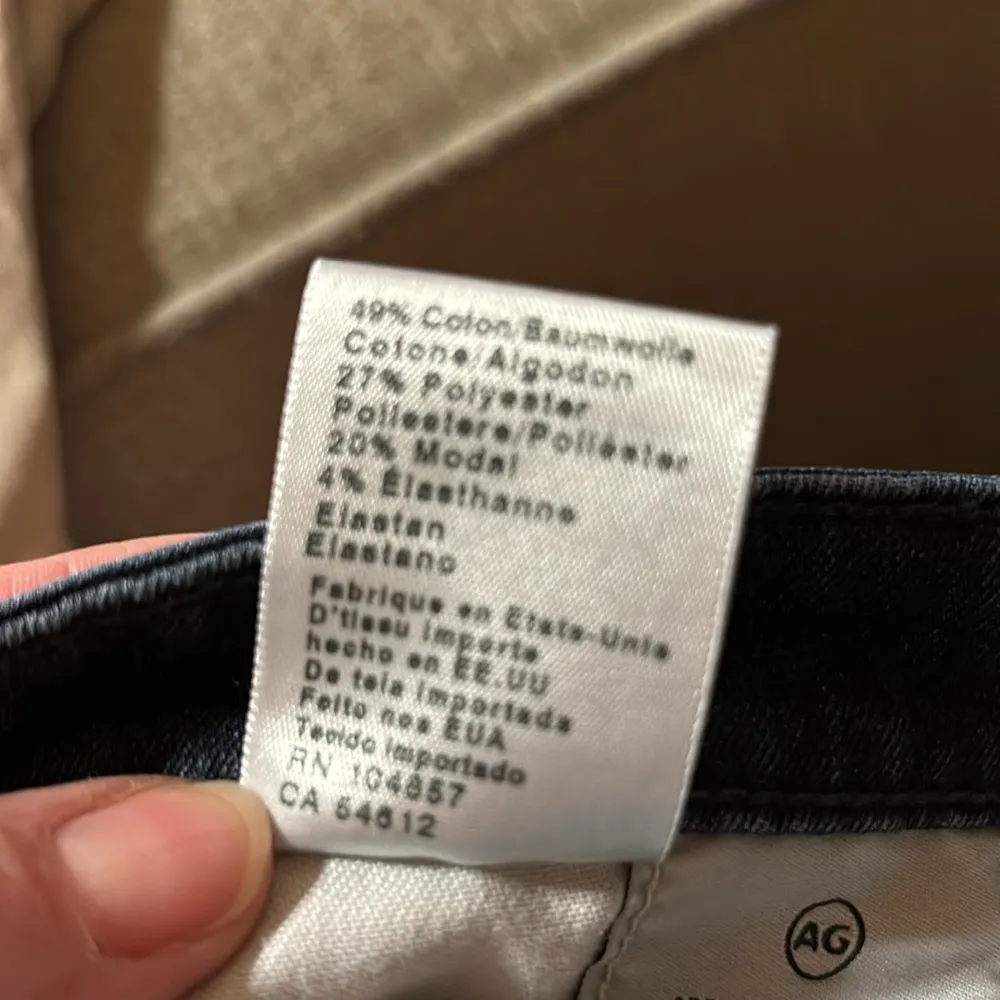 49% Coton/Baumwolle
Cotone/Algodon
27% Polyester
Poliestere/Poliéster
20% Modal
4% Élasthanne
Elastan
Elastano
Fabrique en Etats-Unis
D'tissu importe
hecho en EE.UU
De tela importada
Feito nos EUA
Tecido importado
RN 104857
CA 54612
AG